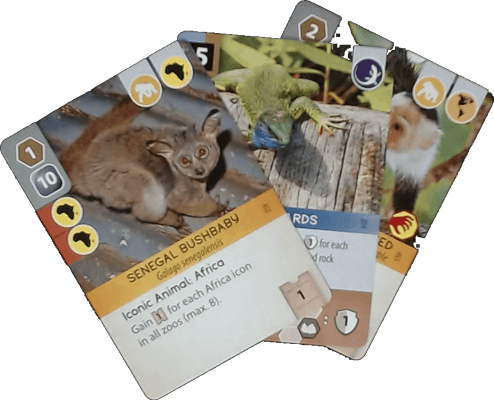 1
10
SENEGAL BUSHBABY
Galago senegalensis
Iconic Animal: Africa
Gain 1 for each Africa icon
in all zoos (max. 8).
1
5
ARDS
1 for each
d rock
1
2
ED